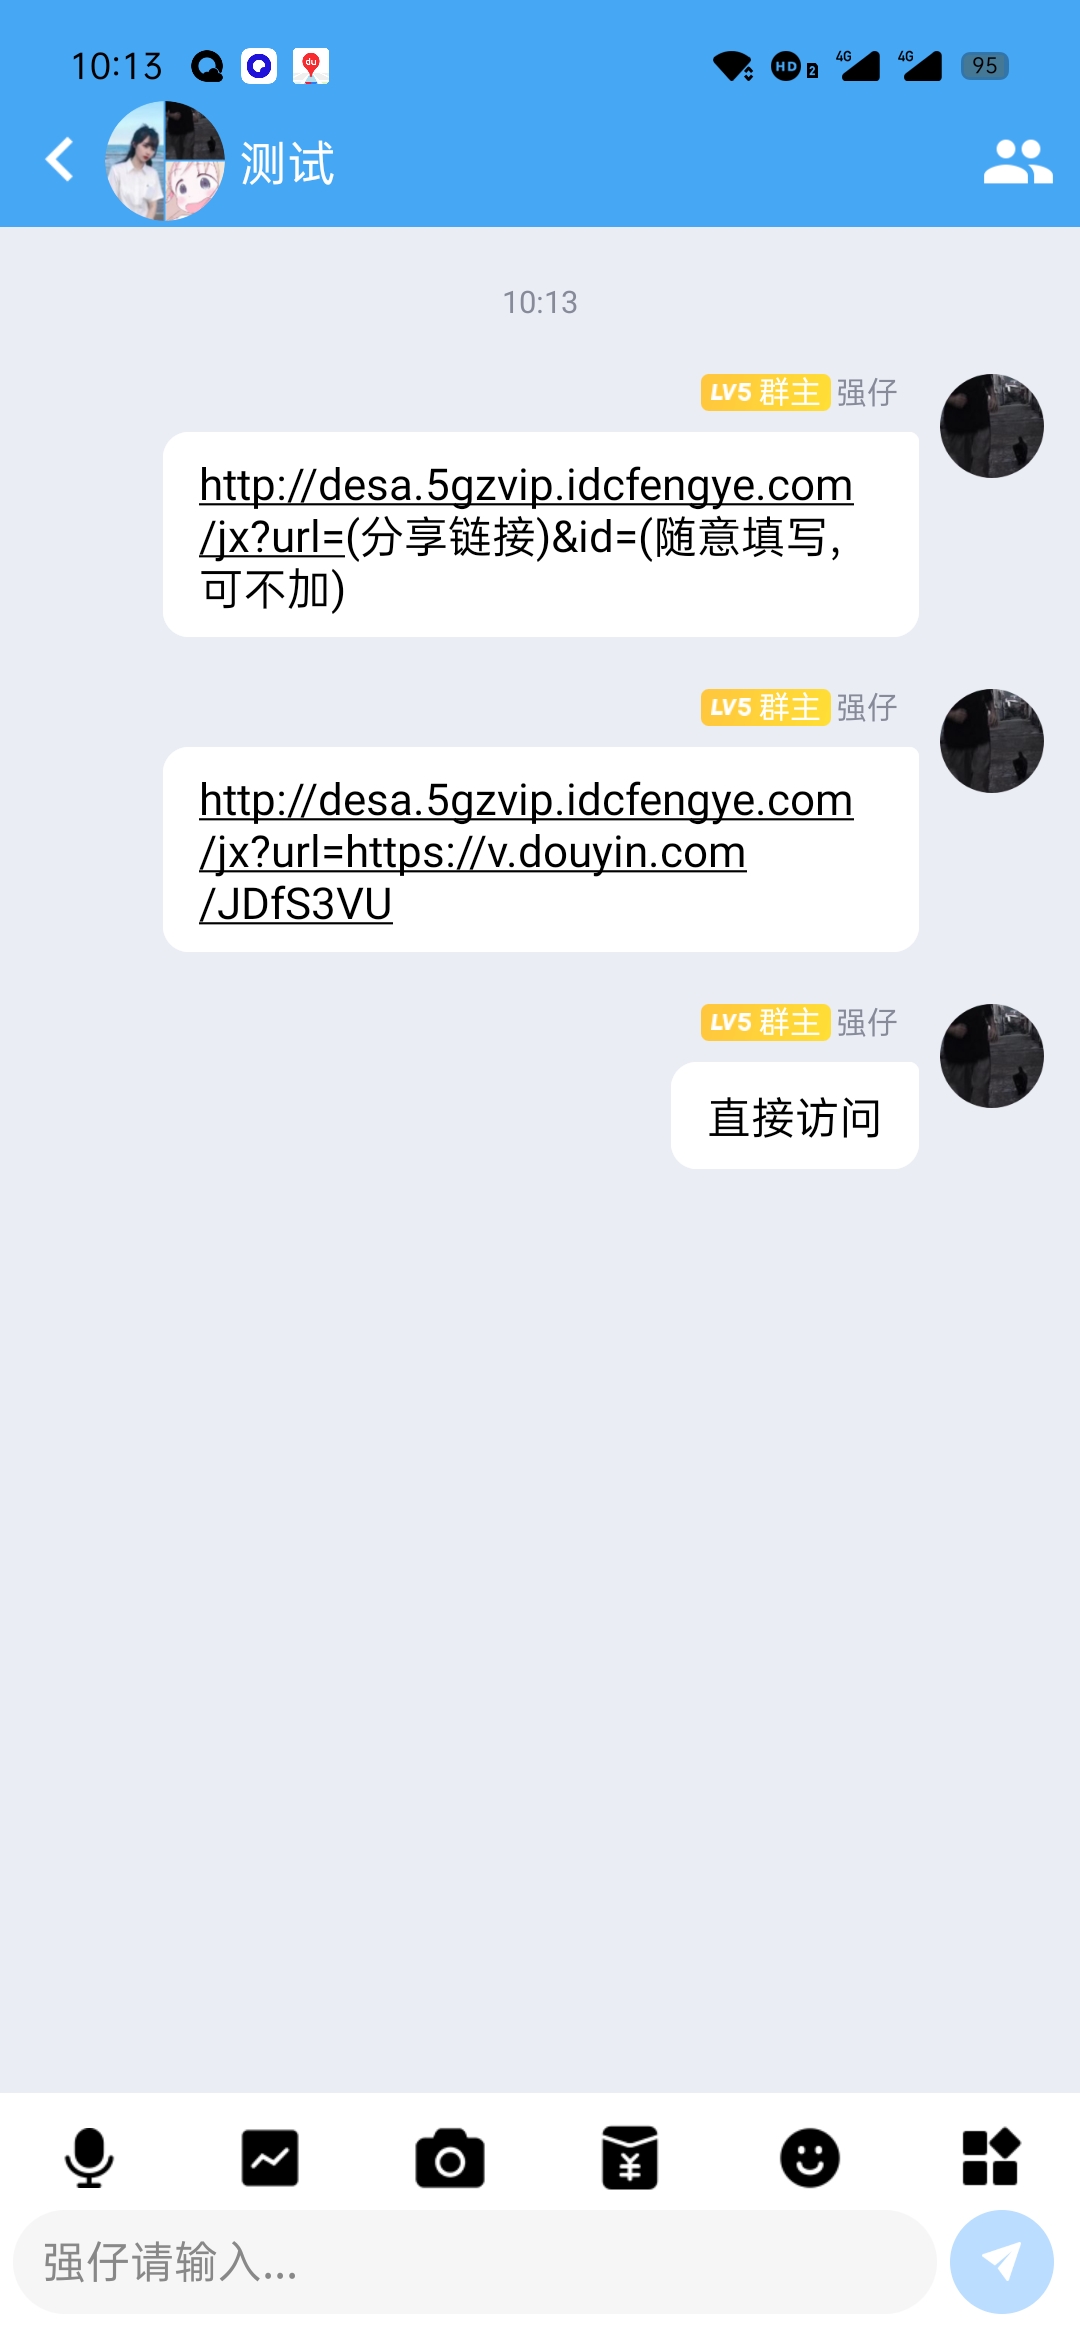 10:13
HD 2 4G 4G 95
测试
10:13
LV5 群主 强仔
http://desa.5gzvip.idcfengye.com
/jx?url=(分享链接)&id=(随意填写,
可不加)
LV5 群主 强仔
http://desa.5gzvip.idcfengye.com
/jx?url=https://v.douyin.com
/JDfS3VU
LV5 群主 强仔
直接访问
强仔请输入...